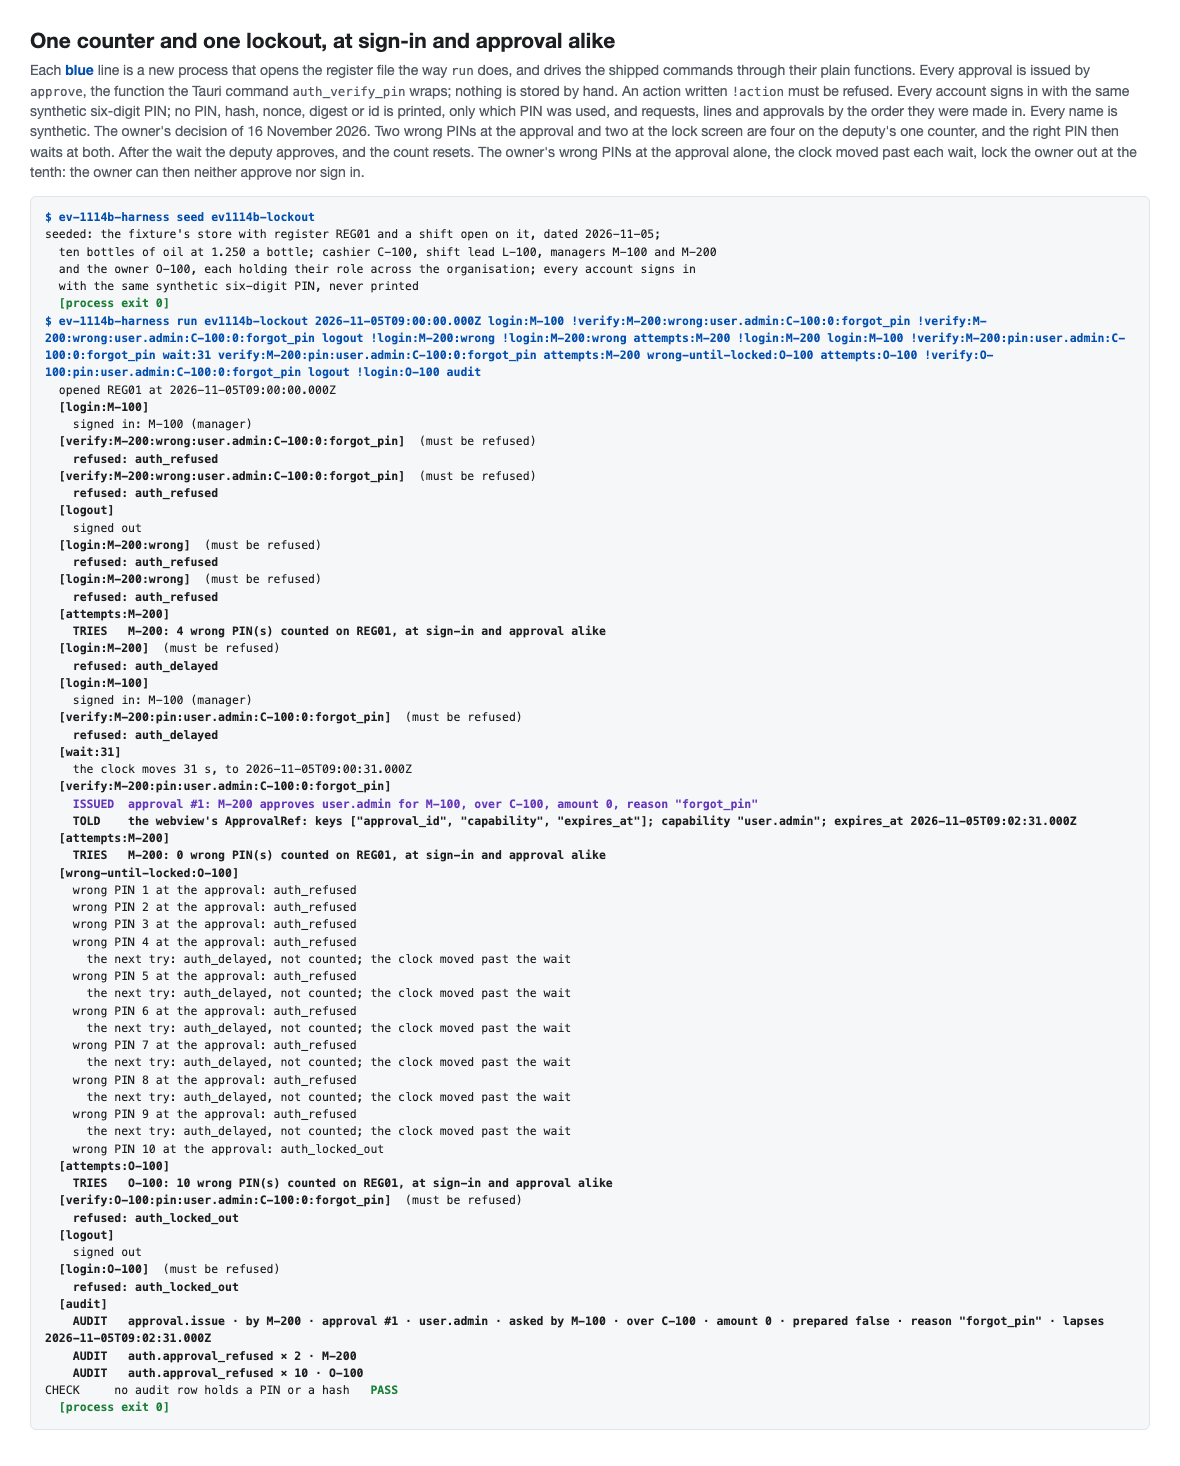 One counter and one lockout, at sign-in and approval alike
Each blue line is a new process that opens the register file the way run does, and drives the shipped commands through their plain functions. Every approval is issued by
approve, the function the Tauri command auth_verify_pin wraps; nothing is stored by hand. An action written !action must be refused. Every account signs in with the same
synthetic six-digit PIN; no PIN, hash, nonce, digest or id is printed, only which PIN was used, and requests, lines and approvals by the order they were made in. Every name is
synthetic. The owner's decision of 16 November 2026. Two wrong PINs at the approval and two at the lock screen are four on the deputy's one counter, and the right PIN then
waits at both. After the wait the deputy approves, and the count resets. The owner's wrong PINs at the approval alone, the clock moved past each wait, lock the owner out at the
tenth: the owner can then neither approve nor sign in.
$ ev-1114b-harness seed ev1114b-lockout
seeded: the fixture's store with register REG01 and a shift open on it, dated 2026-11-05;
ten bottles of oil at 1.250 a bottle; cashier C-100, shift lead L-100, managers M-100 and M-200
and the owner O-100, each holding their role across the organisation; every account signs in
with the same synthetic six-digit PIN, never printed
[process exit 0]
$ ev-1114b-harness run ev1114b-lockout 2026-11-05T09:00:00.000Z login:M-100 !verify:M-200:wrong:user.admin:C-100:0:forgot_pin !verify:M-
200:wrong:user.admin:C-100:0:forgot_pin logout !login:M-200:wrong !login:M-200:wrong attempts:M-200 !login:M-200 login:M-100 !verify:M-200:pin:user.admin:C-
100:0:forgot_pin wait:31 verify:M-200:pin:user.admin:C-100:0:forgot_pin attempts:M-200 wrong-until-locked:O-100 attempts:O-100 !verify:O-
100:pin:user.admin:C-100:0:forgot_pin logout !login:O-100 audit
opened REG01 at 2026-11-05T09:00:00.000Z
[login:M-100]
signed in: M-100 (manager)
[verify:M-200:wrong:user.admin:C-100:0:forgot_pin] (must be refused)
refused: auth_refused
[verify:M-200:wrong:user.admin:C-100:0:forgot_pin] (must be refused)
refused: auth_refused
[logout]
signed out
[login:M-200:wrong] (must be refused)
refused: auth_refused
[login:M-200:wrong] (must be refused)
refused: auth_refused
[attempts:M-200]
TRIES M-200: 4 wrong PIN(s) counted on REG01, at sign-in and approval alike
[login:M-200] (must be refused)
refused: auth_delayed
[login:M-100]
signed in: M-100 (manager)
[verify:M-200:pin:user.admin:C-100:0:forgot_pin] (must be refused)
refused: auth_delayed
[wait:31]
the clock moves 31 s, to 2026-11-05T09:00:31.000Z
[verify:M-200:pin:user.admin:C-100:0:forgot_pin]
ISSUED approval #1: M-200 approves user.admin for M-100, over C-100, amount 0, reason "forgot_pin"
TOLD the webview's ApprovalRef: keys ["approval_id", "capability", "expires_at"]; capability "user.admin"; expires_at 2026-11-05T09:02:31.000Z
[attempts:M-200]
TRIES M-200: 0 wrong PIN(s) counted on REG01, at sign-in and approval alike
[wrong-until-locked:O-100]
wrong PIN 1 at the approval: auth_refused
wrong PIN 2 at the approval: auth_refused
wrong PIN 3 at the approval: auth_refused
wrong PIN 4 at the approval: auth_refused
the next try: auth_delayed, not counted; the clock moved past the wait
wrong PIN 5 at the approval: auth_refused
the next try: auth_delayed, not counted; the clock moved past the wait
wrong PIN 6 at the approval: auth_refused
the next try: auth_delayed, not counted; the clock moved past the wait
wrong PIN 7 at the approval: auth_refused
the next try: auth_delayed, not counted; the clock moved past the wait
wrong PIN 8 at the approval: auth_refused
the next try: auth_delayed, not counted; the clock moved past the wait
wrong PIN 9 at the approval: auth_refused
the next try: auth_delayed, not counted; the clock moved past the wait
wrong PIN 10 at the approval: auth_locked_out
[attempts:O-100]
TRIES O-100: 10 wrong PIN(s) counted on REG01, at sign-in and approval alike
[verify:O-100:pin:user.admin:C-100:0:forgot_pin] (must be refused)
refused: auth_locked_out
[logout]
signed out
[login:O-100] (must be refused)
refused: auth_locked_out
[audit]
AUDIT approval.issue · by M-200 · approval #1 · user.admin · asked by M-100 · over C-100 · amount 0 · prepared false · reason "forgot_pin" · lapses
2026-11-05T09:02:31.000Z
AUDIT auth.approval_refused × 2 · M-200
AUDIT auth.approval_refused × 10 · O-100
CHECK no audit row holds a PIN or a hash PASS
[process exit 0]